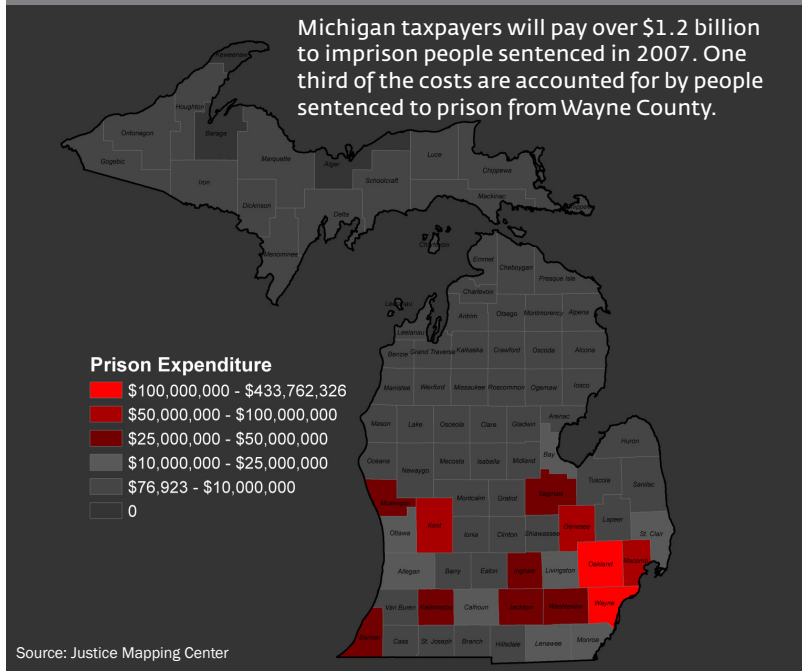 Michigan taxpayers will pay over $1.2 billion
to imprison people sentenced in 2007. One
third of the costs are accounted for by people
sentenced to prison from Wayne County.
Keweenaw
Houghton
Ontonagon
Baraga
Gogebic
Marquette
Alger
Luce
Chippewa
Iron
Schoolcraft
Mackinac
Dickinson
Delta
Menominee
Emmet
Cheboygan
Presque Isle
Charlevoix
Antrim
Otsego
Montmorency
Alpena
Leelanau
Benzie
Grand Traverse
Kalkaska
Crawford
Oscoda
Alcona
Manistee
Wexford
Missaukee
Roscommon
Ogemaw
Iosco
Arenac
Mason
Lake
Osceola
Clare
Gladwin
Huron
Oceana
Newaygo
Mecosta
Isabella
Midland
Bay
Tuscola
Sanilac
Muskegon
Montcalm
Gratiot
Saginaw
Ottawa
Kent
Ionia
Clinton
Shiawassee
Genesee
Lapeer
St. Clair
Allegan
Barry
Eaton
Ingham
Livingston
Oakland
Macomb
Van Buren
Kalamazoo
Calhoun
Jackson
Washtenaw
Wayne
Berrien
Cass
St. Joseph
Branch
Hillsdale
Lenawee
Monroe
Prison Expenditure
$100,000,000 - $433,762,326
$50,000,000 - $100,000,000
$25,000,000 - $50,000,000
$10,000,000 - $25,000,000
$76,923 - $10,000,000
0
Source: Justice Mapping Center